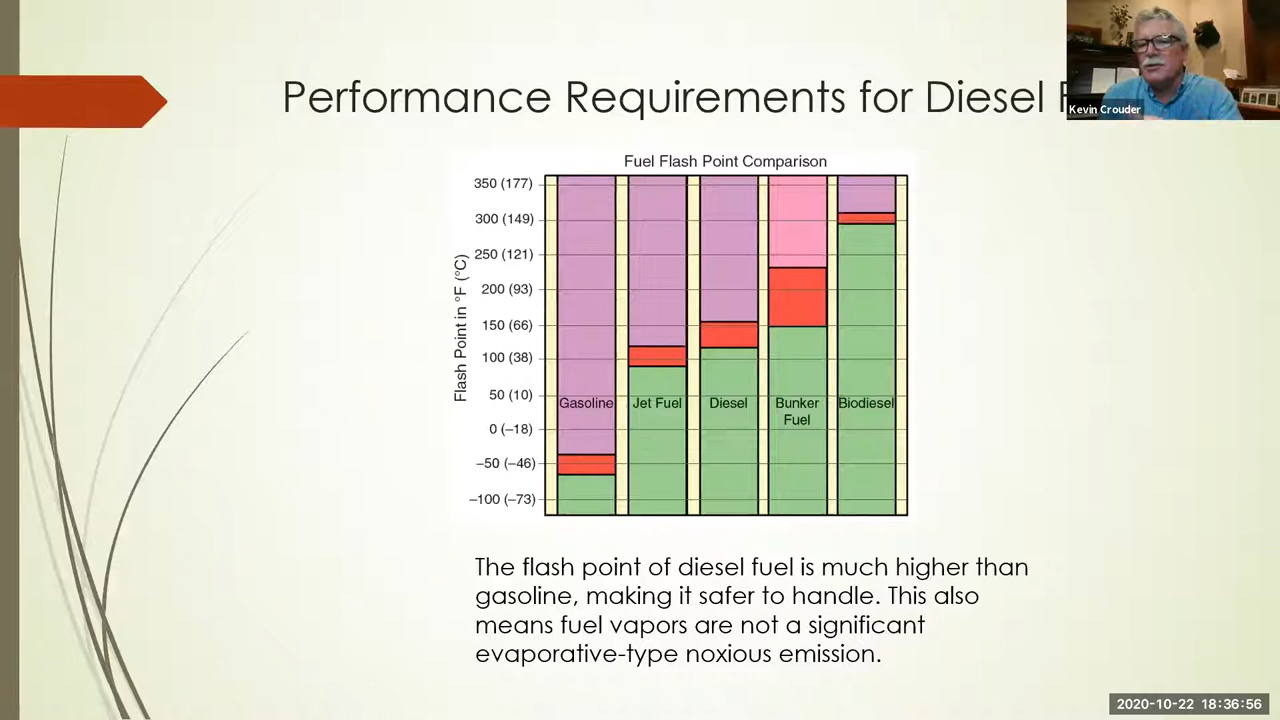 Performance Requirements for Diesel
Kevin Crouder
Fuel Flash Point Comparison
Flash Point in °F (°C)
350 (177)
300 (149)
250 (121)
200 (93)
150 (66)
100 (38)
50 (10)
0 (–18)
–50 (–46)
–100 (–73)
Gasoline
Jet Fuel
Diesel
Bunker
Fuel
Biodiesel
The flash point of diesel fuel is much higher than
gasoline, making it safer to handle. This also
means fuel vapors are not a significant
evaporative-type noxious emission.
2020-10-22 18:36:56